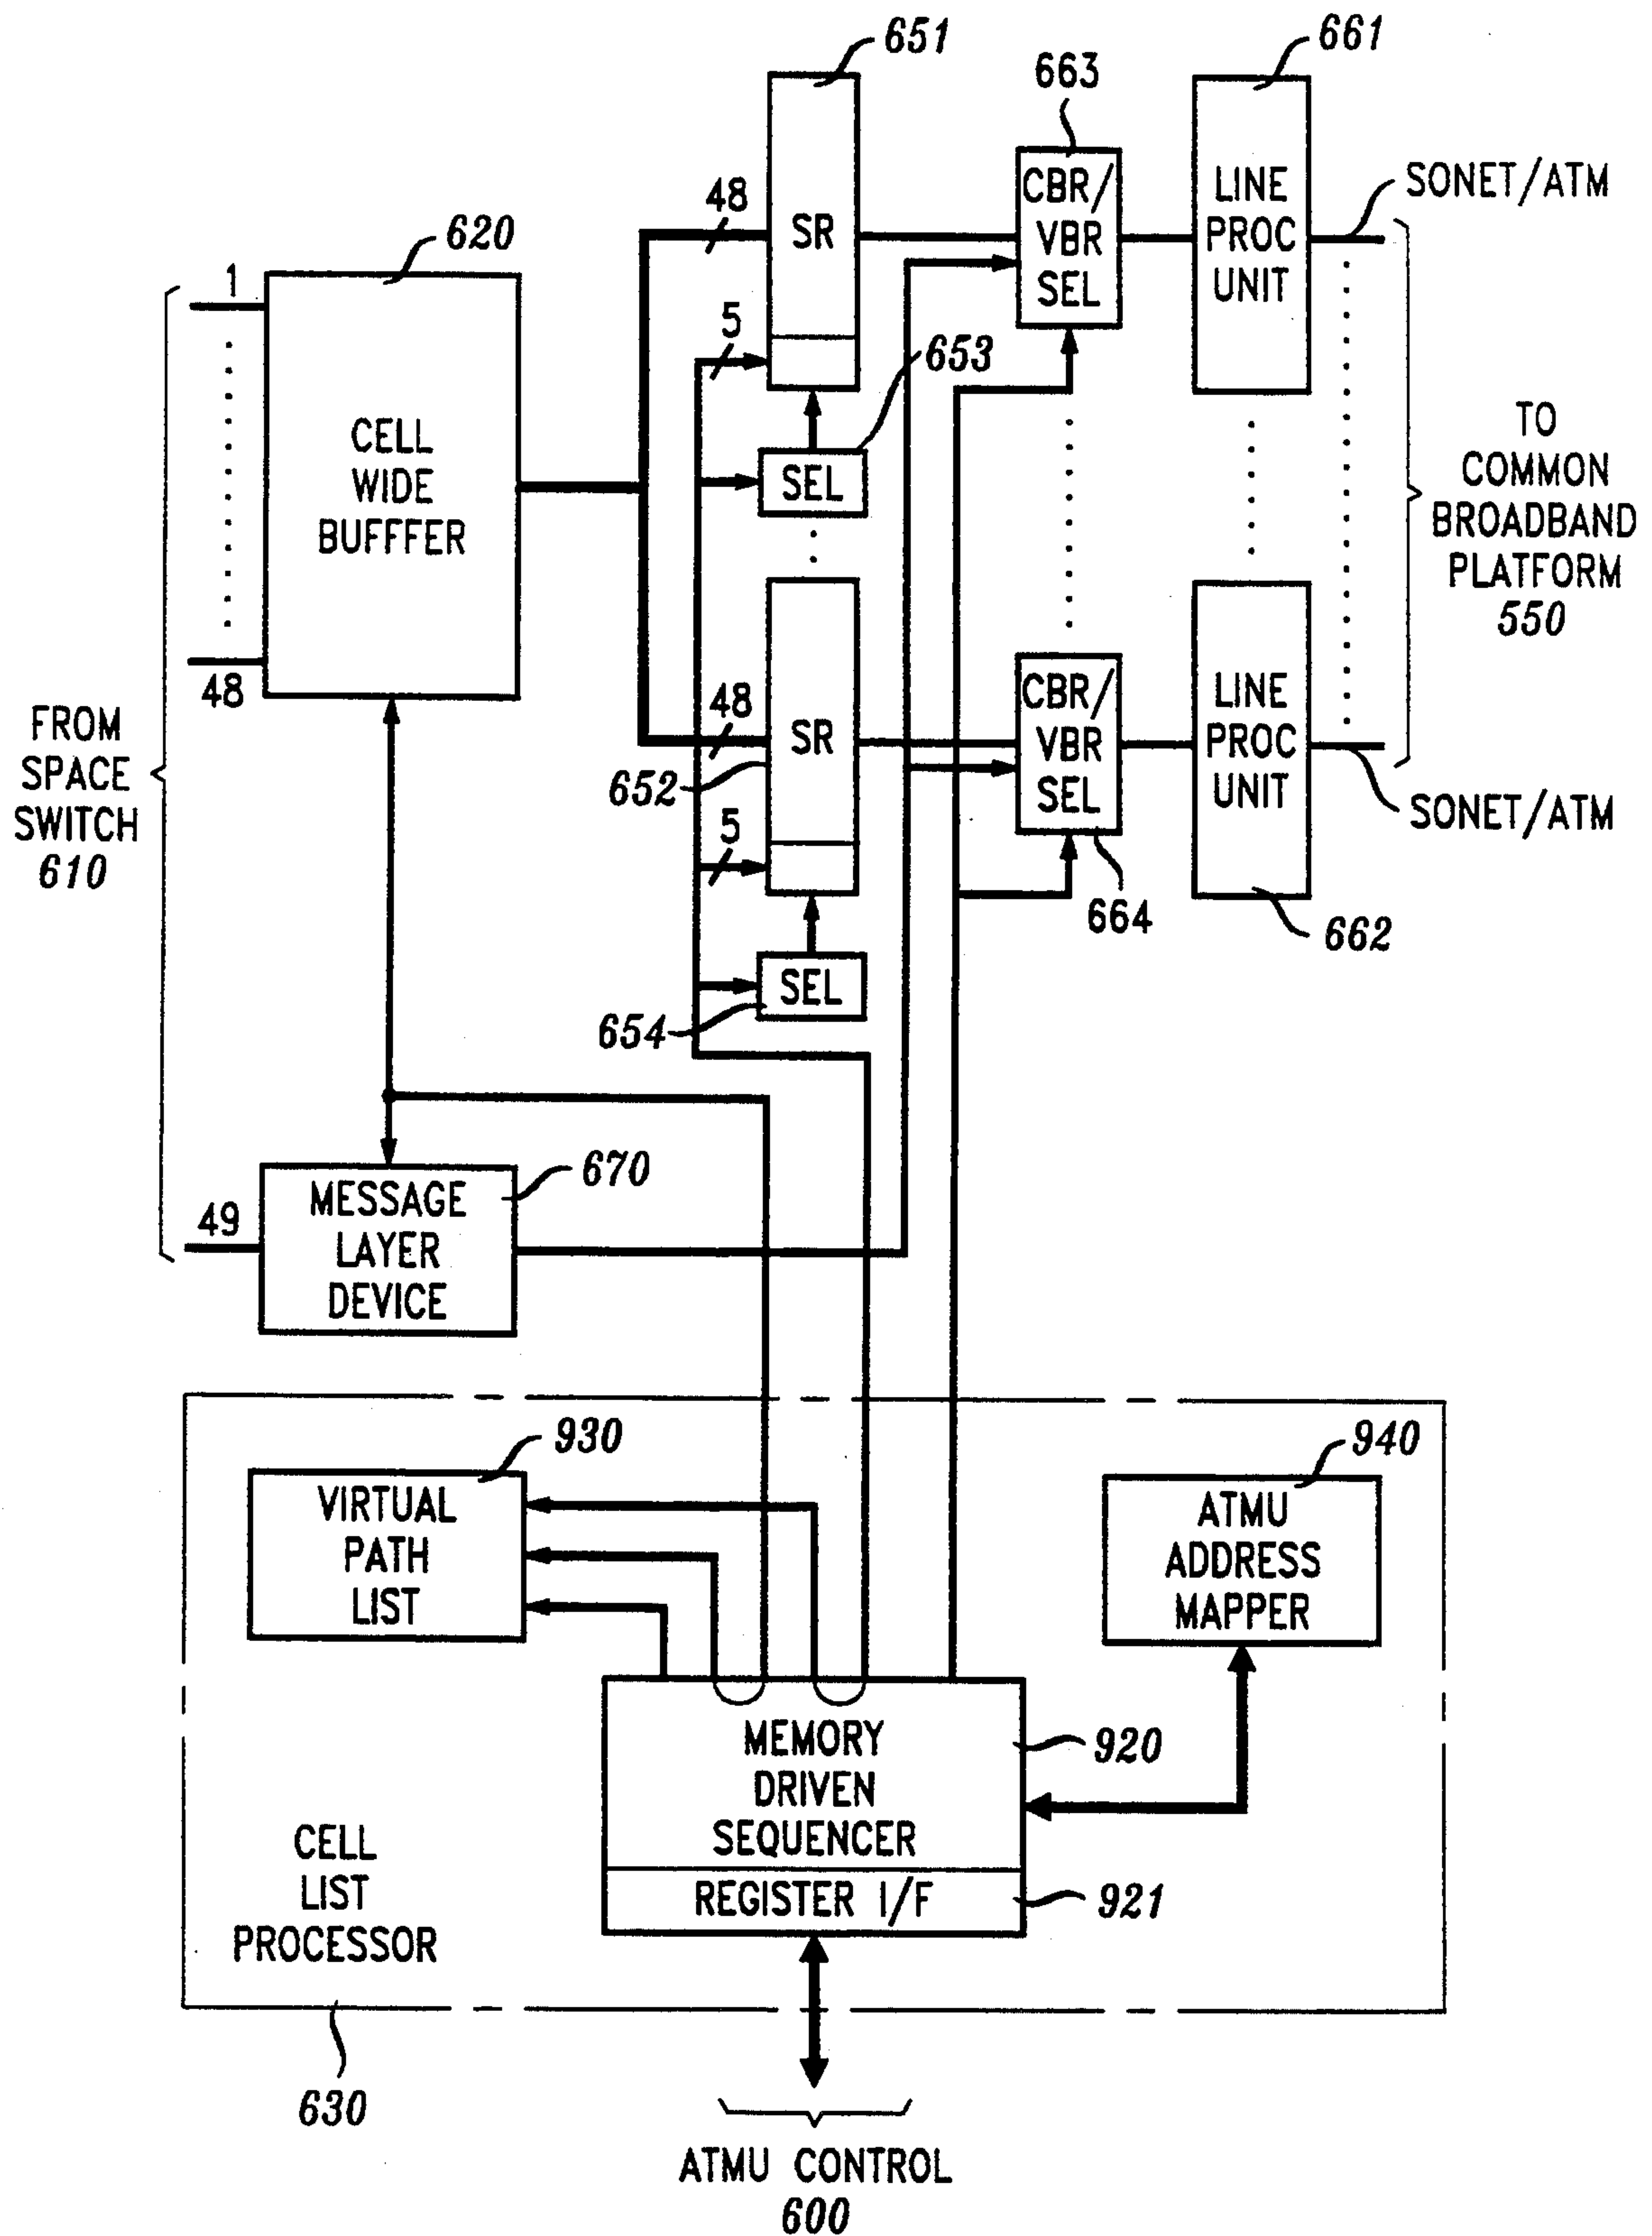 651
661
663
48
SR
CBR/
VBR
SEL
LINE
PROC
UNIT
SONET/ATM
620
1
CELL
WIDE
BUFFFER
5
653
SEL
TO
COMMON
BROADBAND
PLATFORM
550
48
FROM
SPACE
SWITCH
610
48
SR
652
5
CBR/
VBR
SEL
LINE
PROC
UNIT
SONET/ATM
664
662
SEL
654
49
MESSAGE
LAYER
DEVICE
670
930
VIRTUAL
PATH
LIST
940
ATMU
ADDRESS
MAPPER
MEMORY
DRIVEN
SEQUENCER
920
REGISTER I/F
921
CELL
LIST
PROCESSOR
630
ATMU CONTROL
600